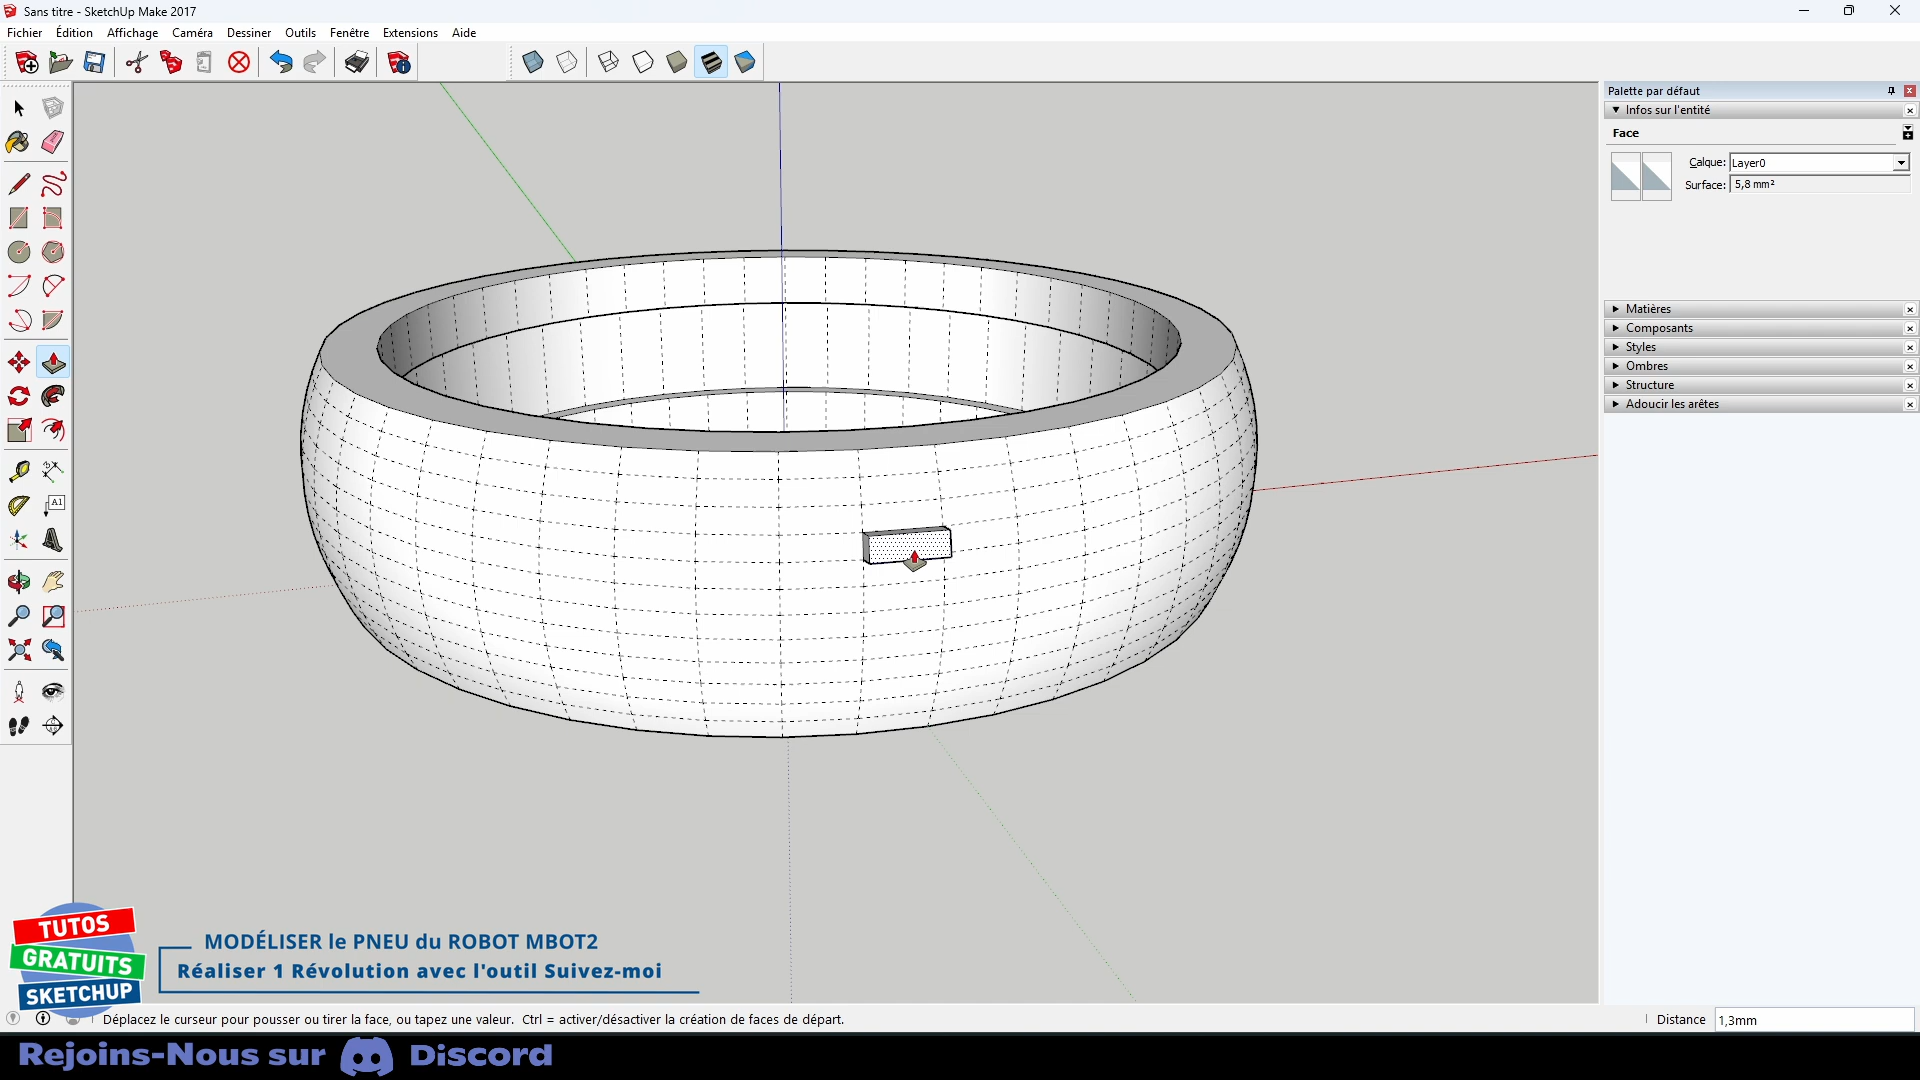 Sans titre - SketchUp Make 2017
Fichier Édition Affichage Caméra Dessiner Outils Fenêtre Extensions Aide
Palette par défaut
Infos sur l'entité
Face
Calque: Layer0
Surface: 5,8 mm²
Matières
Composants
Styles
Ombres
Structure
Adoucir les arêtes
A1
TUTOS
GRATUITS
SKETCHUP
MODÉLISER le PNEU du ROBOT MBOT2
Réaliser 1 Révolution avec l'outil Suivez-moi
Déplacez le curseur pour pousser ou tirer la face, ou tapez une valeur. Ctrl = activer/désactiver la création de faces de départ.
Distance 1,3mm
Rejoins-Nous sur Discord